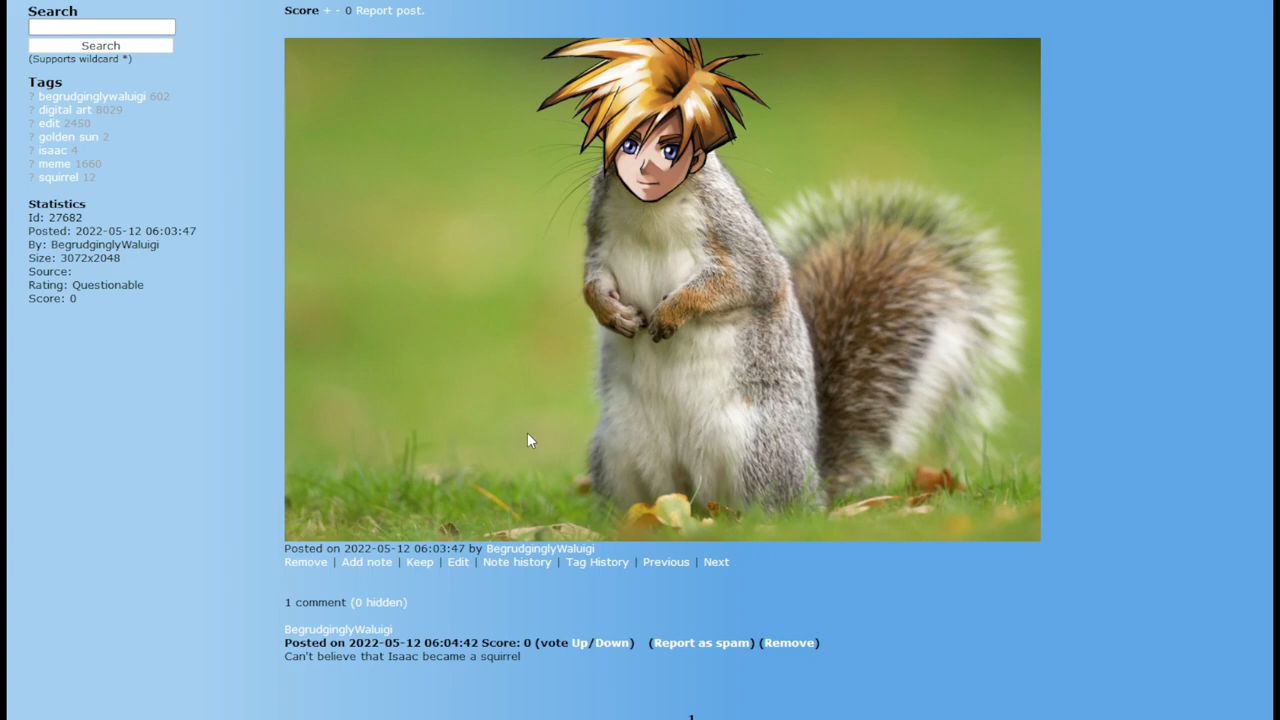 Search
Search
(Supports wildcard *)
Tags
? begrudginglywaluigi 602
? digital art 8029
? edit 2450
? golden sun 2
? isaac 4
? meme 1660
? squirrel 12
Statistics
Id: 27682
Posted: 2022-05-12 06:03:47
By: BegrudginglyWaluigi
Size: 3072x2048
Source:
Rating: Questionable
Score: 0
Score + - 0 Report post.
Posted on 2022-05-12 06:03:47 by BegrudginglyWaluigi
Remove | Add note | Keep | Edit | Note history | Tag History | Previous | Next
1 comment (0 hidden)
BegrudginglyWaluigi
Posted on 2022-05-12 06:04:42 Score: 0 (vote Up/Down) (Report as spam) (Remove)
Can't believe that Isaac became a squirrel
1